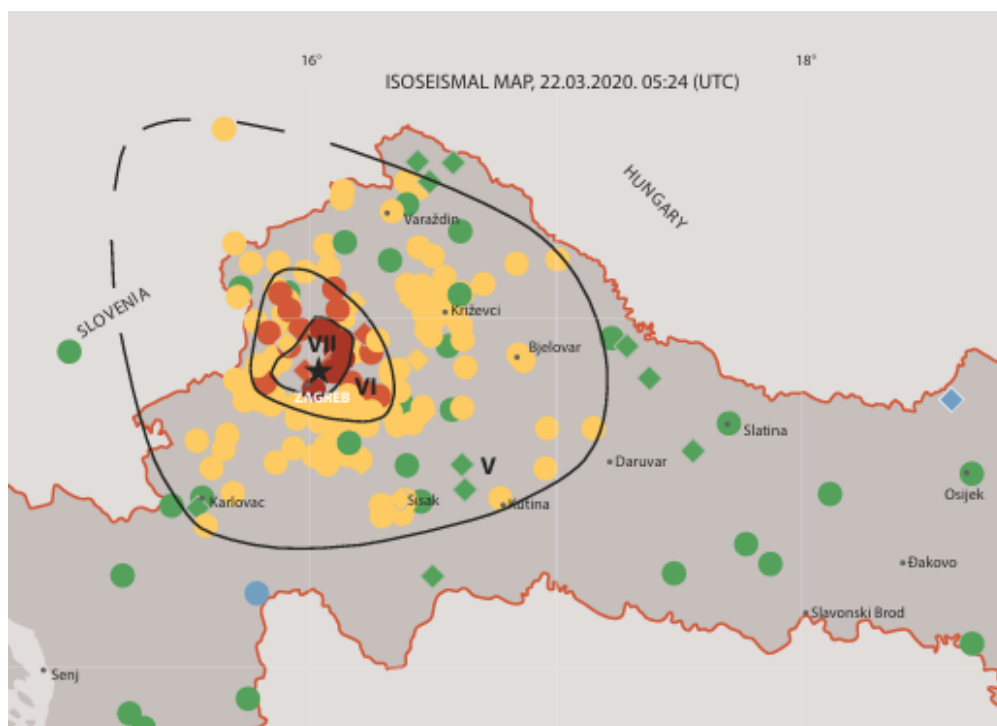 16°
18°
ISOSEISMAL MAP, 22.03.2020. 05:24 (UTC)
HUNGARY
Varaždin
SLOVENIA
Križevci
VII
Bjelovar
VI
ZAGREB
Slatina
V
Daruvar
Osijek
Karlovac
Sisak
Kutina
Đakovo
Slavonski Brod
Senj